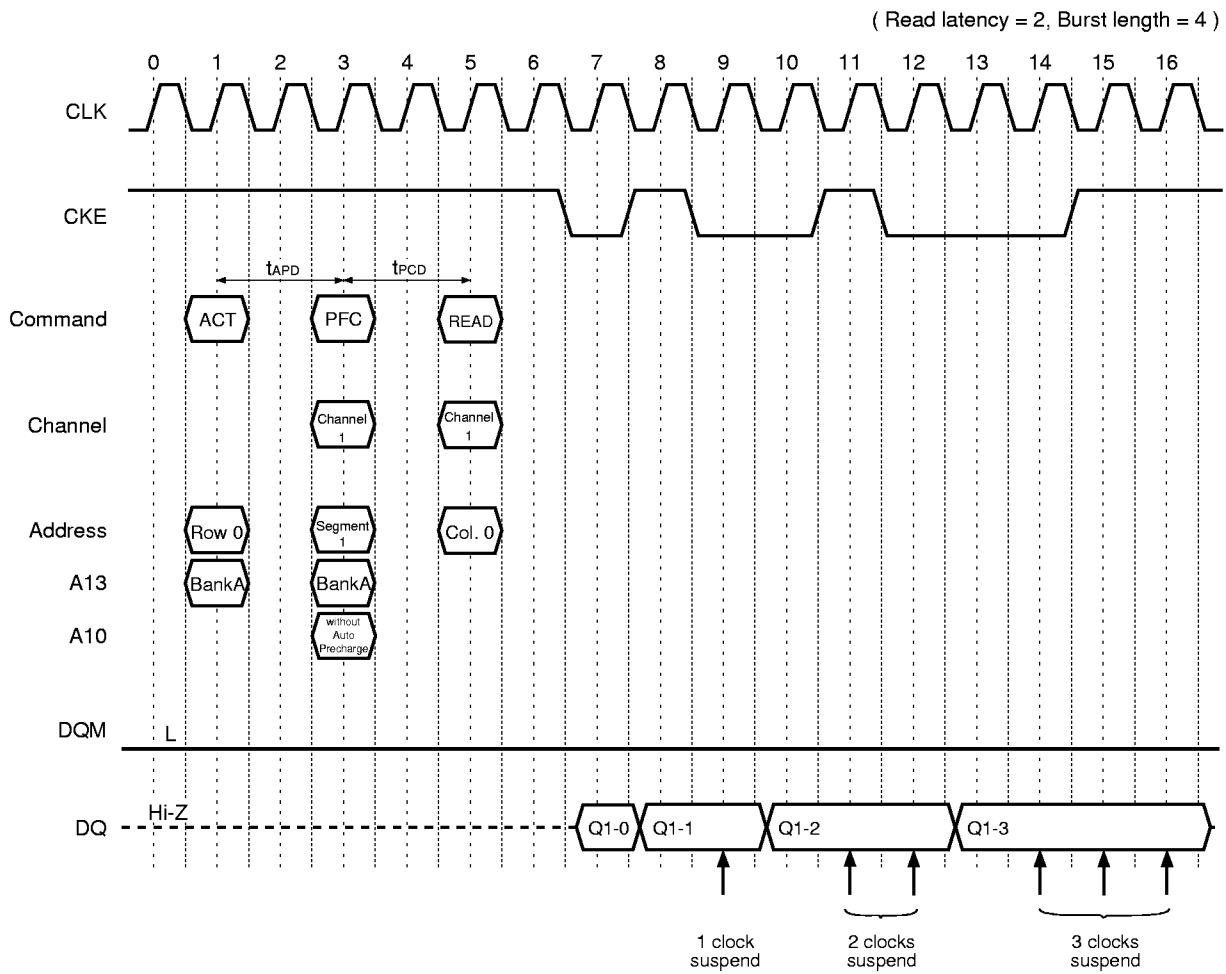 ( Read latency = 2, Burst length = 4 )
0 1 2 3 4 5 6 7 8 9 10 11 12 13 14 15 16
CLK
CKE
tAPD tPCD
Command ACT PFC READ
Channel Channel 1 Channel 1
Address Row 0 Segment 1 Col. 0
A13 BankA BankA
A10 without Auto Precharge
DQM L
Hi-Z
DQ Q1-0 Q1-1 Q1-2 Q1-3
1 clock suspend 2 clocks suspend 3 clocks suspend